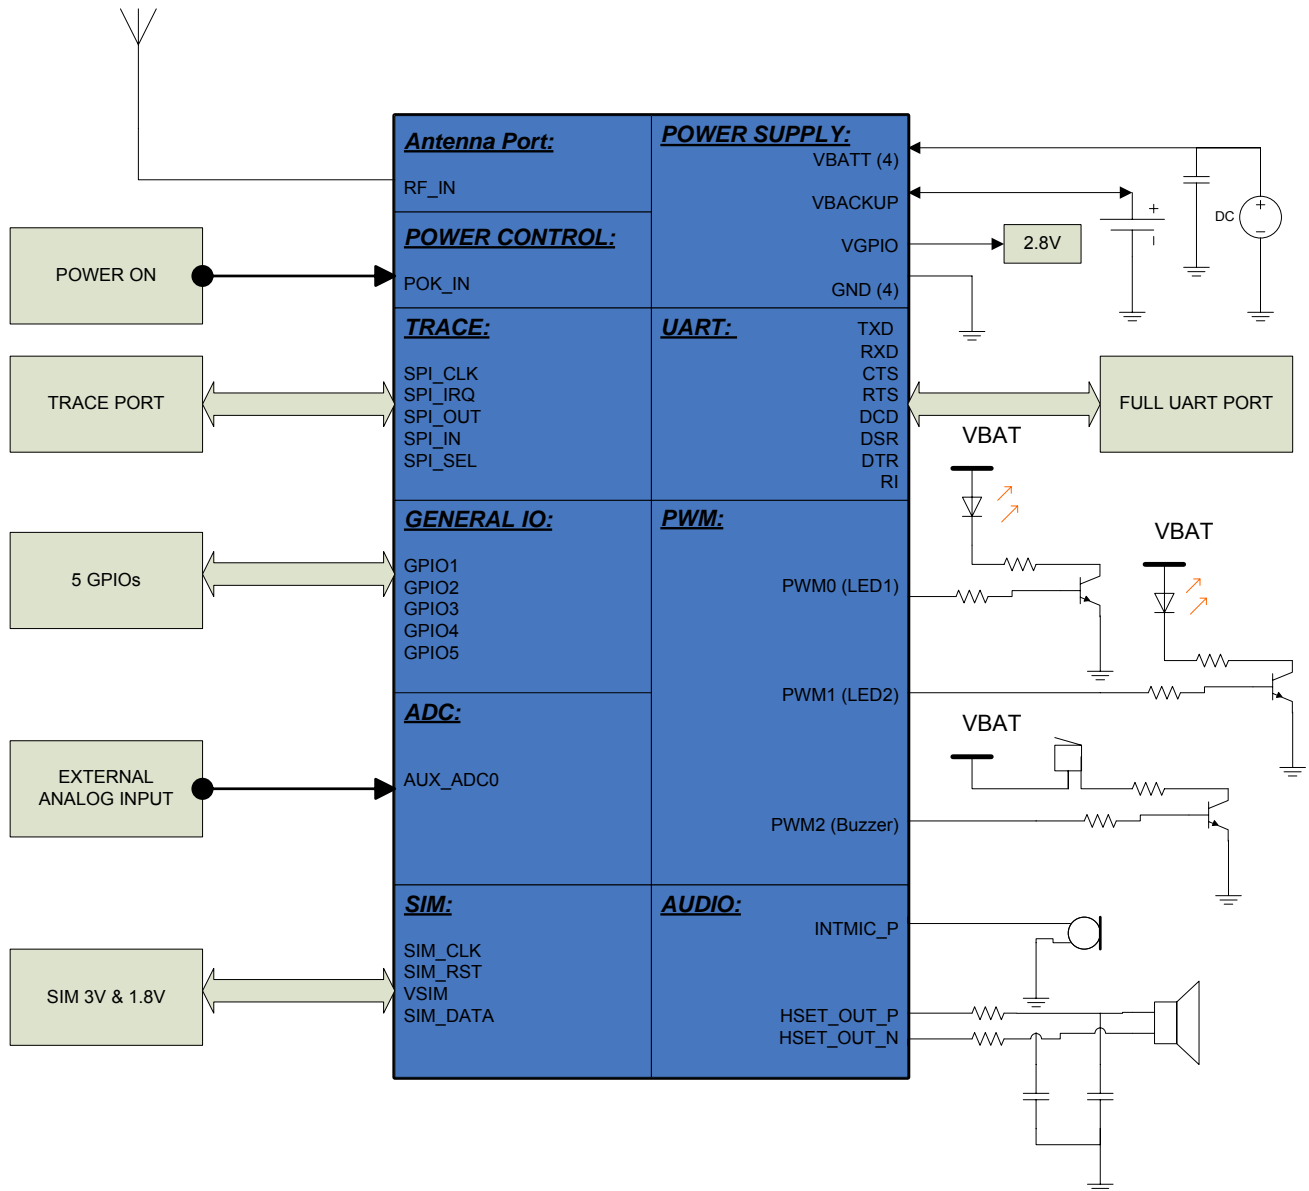 Antenna Port:
RF_IN
POWER CONTROL:
POK_IN
TRACE:
SPI_CLK
SPI_IRQ
SPI_OUT
SPI_IN
SPI_SEL
GENERAL IO:
GPIO1
GPIO2
GPIO3
GPIO4
GPIO5
ADC:
AUX_ADC0
SIM:
SIM_CLK
SIM_RST
VSIM
SIM_DATA
POWER SUPPLY:
VBATT (4)
VBACKUP
VGPIO
GND (4)
UART:
TXD
RXD
CTS
RTS
DCD
DSR
DTR
RI
PWM:
PWM0 (LED1)
PWM1 (LED2)
PWM2 (Buzzer)
AUDIO:
INTMIC_P
HSET_OUT_P
HSET_OUT_N
POWER ON
TRACE PORT
5 GPIOs
EXTERNAL
ANALOG INPUT
SIM 3V & 1.8V
2.8V
+
DC
+
FULL UART PORT
VBAT
VBAT
VBAT